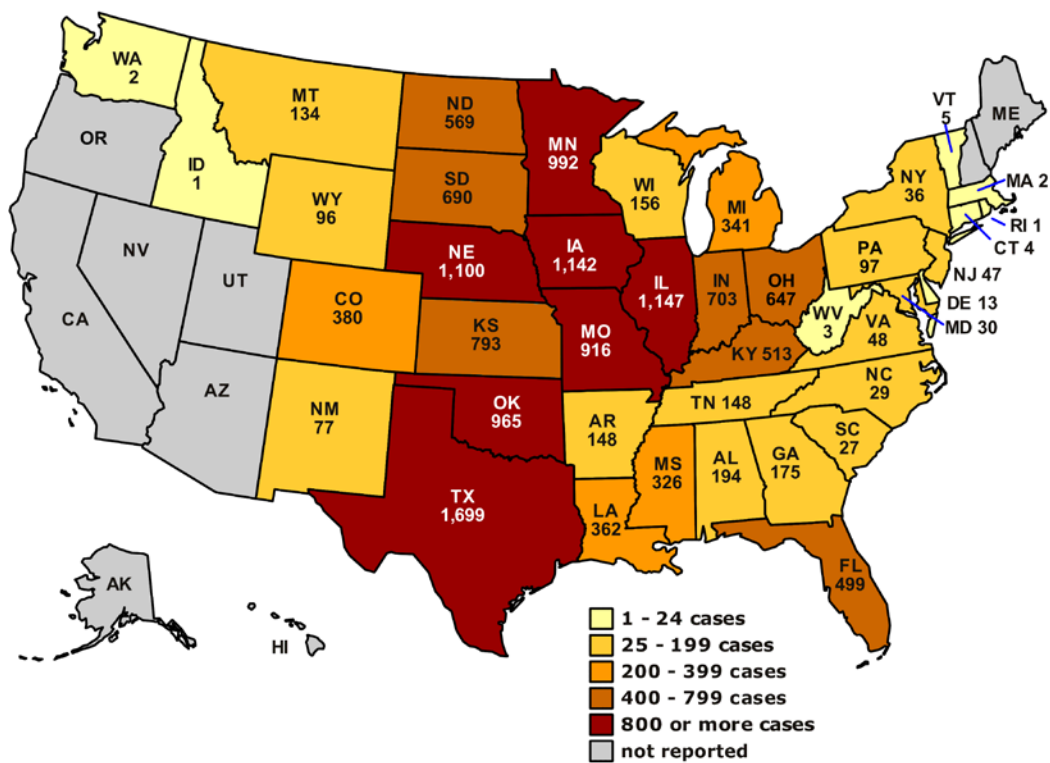 WA
2
MT
134
ND
569
MN
992
VT
5
ME
OR
ID
1
SD
690
WI
156
MI
341
NY
36
MA 2
RI 1
CT 4
WY
96
NE
1,100
IA
1,142
IL
1,147
IN
703
OH
647
PA
97
NJ 47
DE 13
MD 30
NV
UT
CO
380
CA
KS
793
MO
916
WV
3
VA
48
KY 513
AZ
NM
77
OK
965
AR
148
TN 148
NC
29
SC
27
MS
326
AL
194
GA
175
TX
1,699
LA
362
FL
499
AK
HI
1 - 24 cases
25 - 199 cases
200 - 399 cases
400 - 799 cases
800 or more cases
not reported